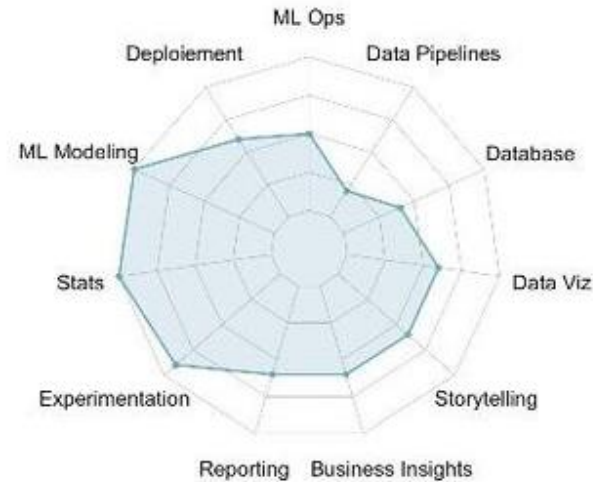 ML Ops
Deploiement
Data Pipelines
ML Modeling
Database
Stats
Data Viz
Experimentation
Storytelling
Reporting
Business Insights